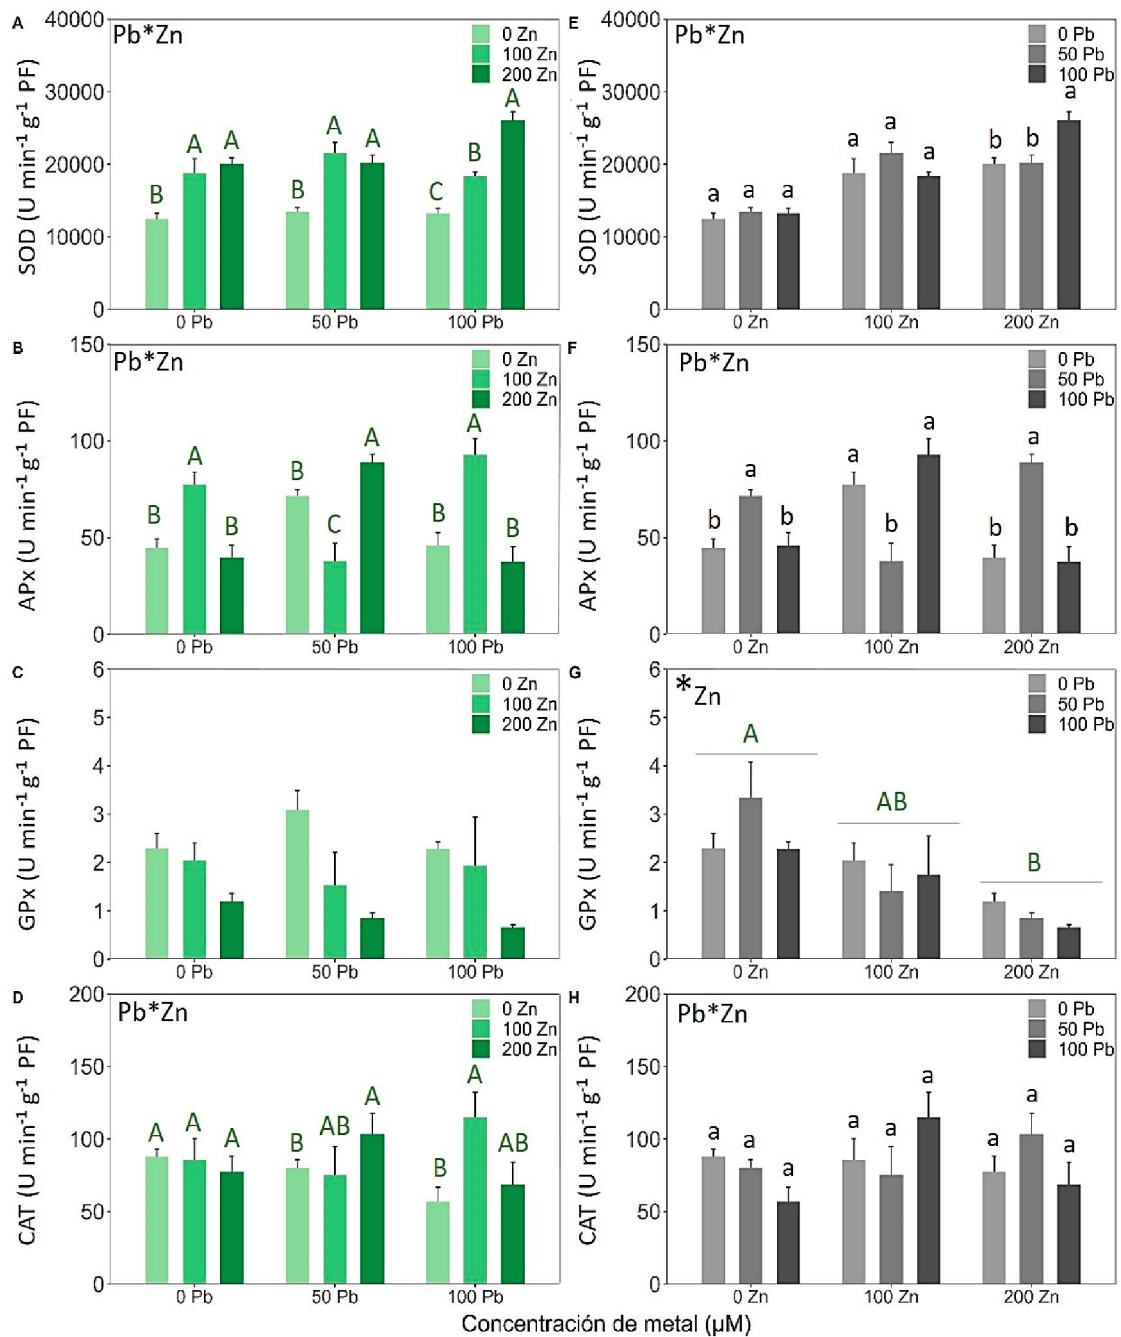 A
Pb*Zn
0 Zn
100 Zn
200 Zn
SOD (U min⁻¹ g⁻¹ PF)
40000
30000
20000
10000
0
B A A
B A A
C B A
0 Pb 50 Pb 100 Pb
E
Pb*Zn
0 Pb
50 Pb
100 Pb
SOD (U min⁻¹ g⁻¹ PF)
40000
30000
20000
10000
0
a a a
a a a
b b a
0 Zn 100 Zn 200 Zn
B
Pb*Zn
0 Zn
100 Zn
200 Zn
APx (U min⁻¹ g⁻¹ PF)
150
100
50
0
B A B
B C A
B A B
0 Pb 50 Pb 100 Pb
F
Pb*Zn
0 Pb
50 Pb
100 Pb
APx (U min⁻¹ g⁻¹ PF)
150
100
50
0
b a b
a b a
b a b
0 Zn 100 Zn 200 Zn
C
0 Zn
100 Zn
200 Zn
GPx (U min⁻¹ g⁻¹ PF)
6
5
4
3
2
1
0
0 Pb 50 Pb 100 Pb
G
*Zn
0 Pb
50 Pb
100 Pb
GPx (U min⁻¹ g⁻¹ PF)
6
5
4
3
2
1
0
A
AB
B
0 Zn 100 Zn 200 Zn
D
Pb*Zn
0 Zn
100 Zn
200 Zn
CAT (U min⁻¹ g⁻¹ PF)
200
150
100
50
0
A A A
B AB A
B A AB
0 Pb 50 Pb 100 Pb
H
Pb*Zn
0 Pb
50 Pb
100 Pb
CAT (U min⁻¹ g⁻¹ PF)
200
150
100
50
0
a a a
a a a
a a a
0 Zn 100 Zn 200 Zn
Concentración de metal (µM)